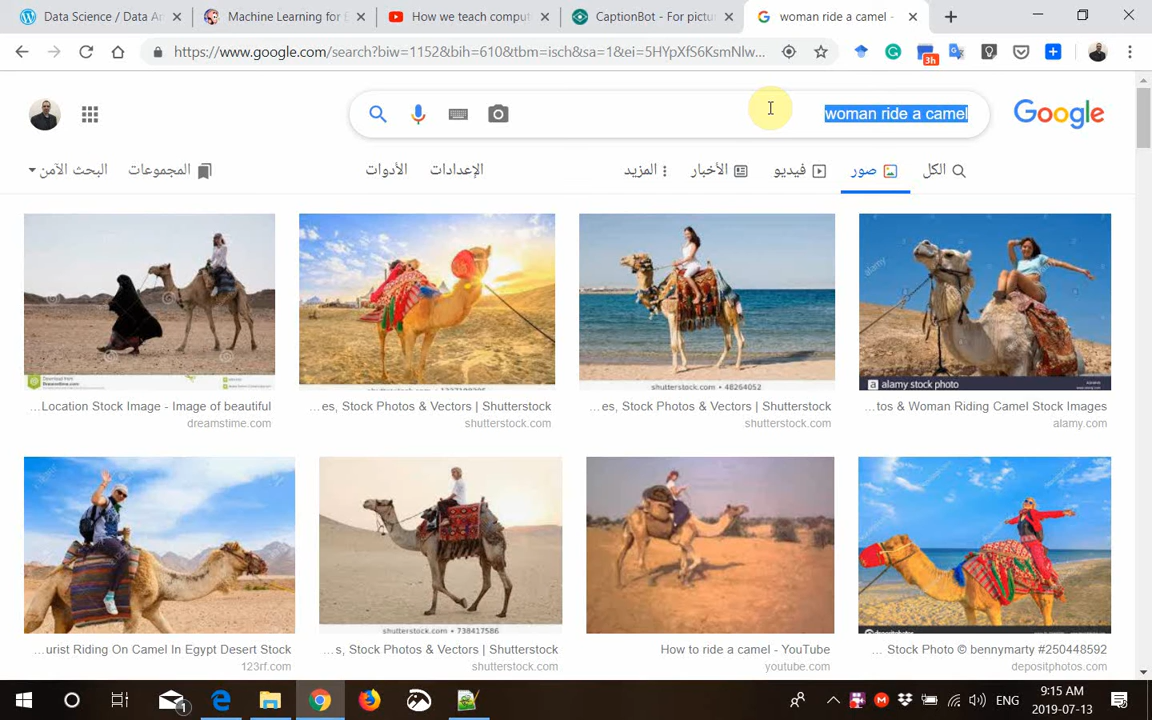 Data Science / Data Ar
Machine Learning for E
How we teach comput
CaptionBot - For pictur
woman ride a camel -
https://www.google.com/search?biw=1152&bih=610&tbm=isch&sa=1&ei=5HYpXfS6KsmNlw...
3h
woman ride a camel
Google
الكل
صور
فيديو
الأخبار
المزيد
الإعدادات
الأدوات
المجموعات
البحث الآمن
shutterstock.com • 48264052
alamy
a alamy stock photo
...Location Stock Image - Image of beautiful
...es, Stock Photos & Vectors | Shutterstock
...es, Stock Photos & Vectors | Shutterstock
...tos & Woman Riding Camel Stock Images
dreamstime.com
shutterstock.com
shutterstock.com
alamy.com
shutterstock.com • 738417586
...urist Riding On Camel In Egypt Desert Stock
...s, Stock Photos & Vectors | Shutterstock
How to ride a camel - YouTube
... Stock Photo © bennymarty #250448592
123rf.com
shutterstock.com
youtube.com
depositphotos.com
1
ENG
9:15 AM
2019-07-13